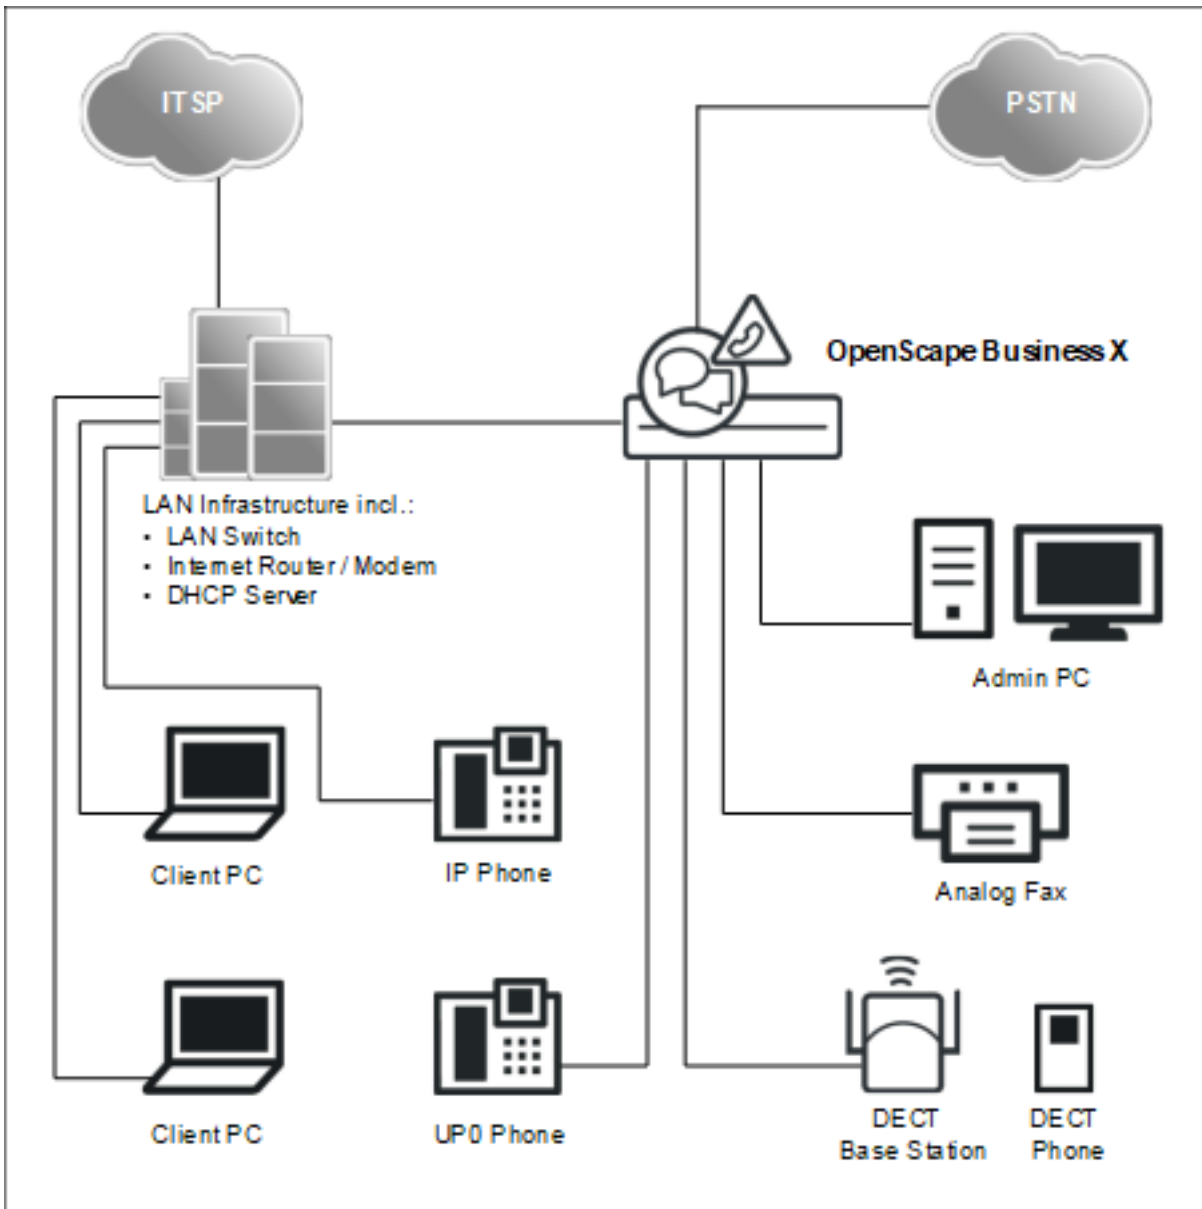 ITSP
PSTN
OpenScape Business X
LAN Infrastructure incl.:
• LAN Switch
• Internet Router / Modem
• DHCP Server
Admin PC
Client PC
IP Phone
Analog Fax
Client PC
UP0 Phone
DECT
Base Station
DECT
Phone